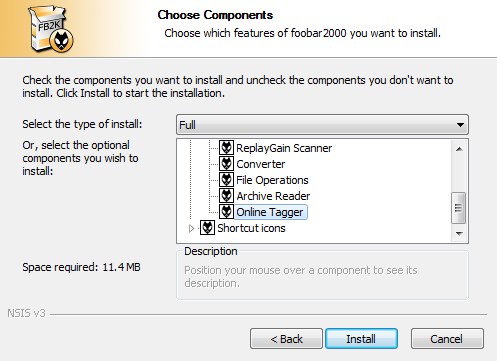 FB2K
Choose Components
Choose which features of foobar2000 you want to install.
Check the components you want to install and uncheck the components you don't want to
install. Click Install to start the installation.
Select the type of install:
Full
Or, select the optional
components you wish to
install:
ReplayGain Scanner
Converter
File Operations
Archive Reader
Online Tagger
Shortcut icons
Space required: 11.4 MB
Description
Position your mouse over a component to see its
description.
NSIS v3
< Back
Install
Cancel